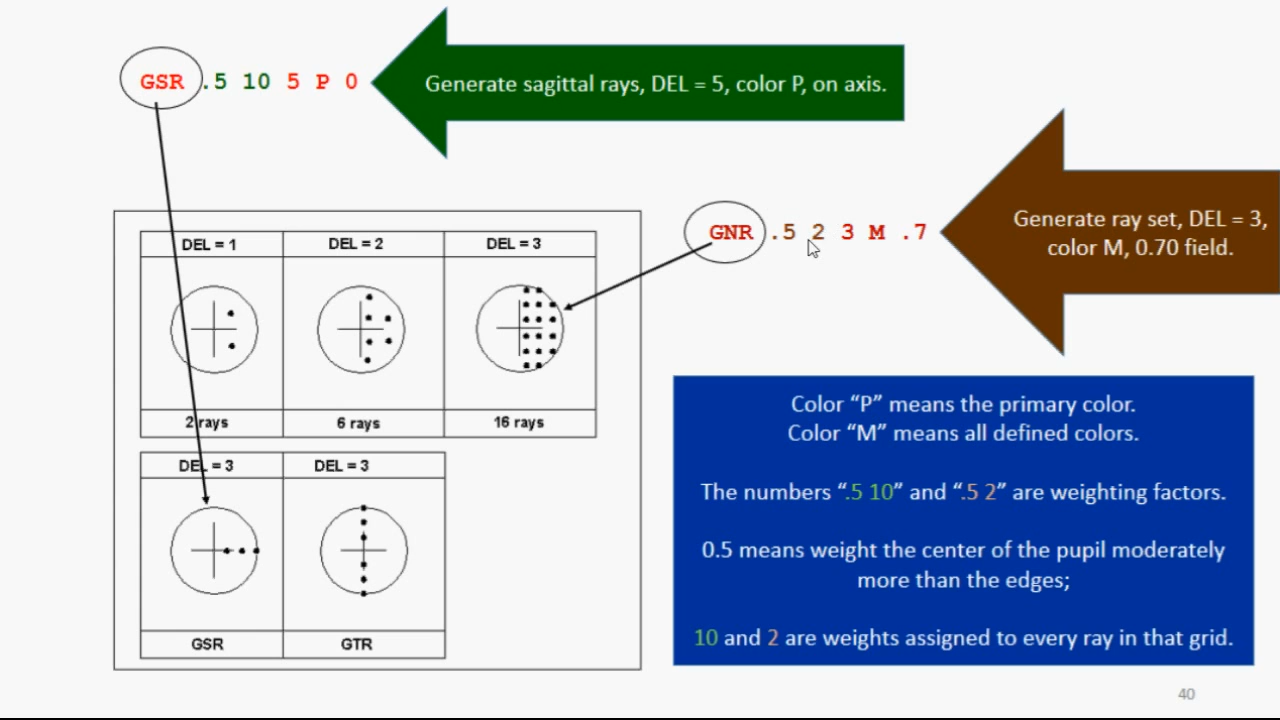 GSR .5 10 5 P 0
Generate sagittal rays, DEL = 5, color P, on axis.
GNR .5 2 3 M .7
Generate ray set, DEL = 3,
color M, 0.70 field.
DEL = 1
DEL = 2
DEL = 3
2 rays
6 rays
16 rays
DEL = 3
DEL = 3
GSR
GTR
Color “P” means the primary color.
Color “M” means all defined colors.
The numbers “.5 10” and “.5 2” are weighting factors.
0.5 means weight the center of the pupil moderately
more than the edges;
10 and 2 are weights assigned to every ray in that grid.
40